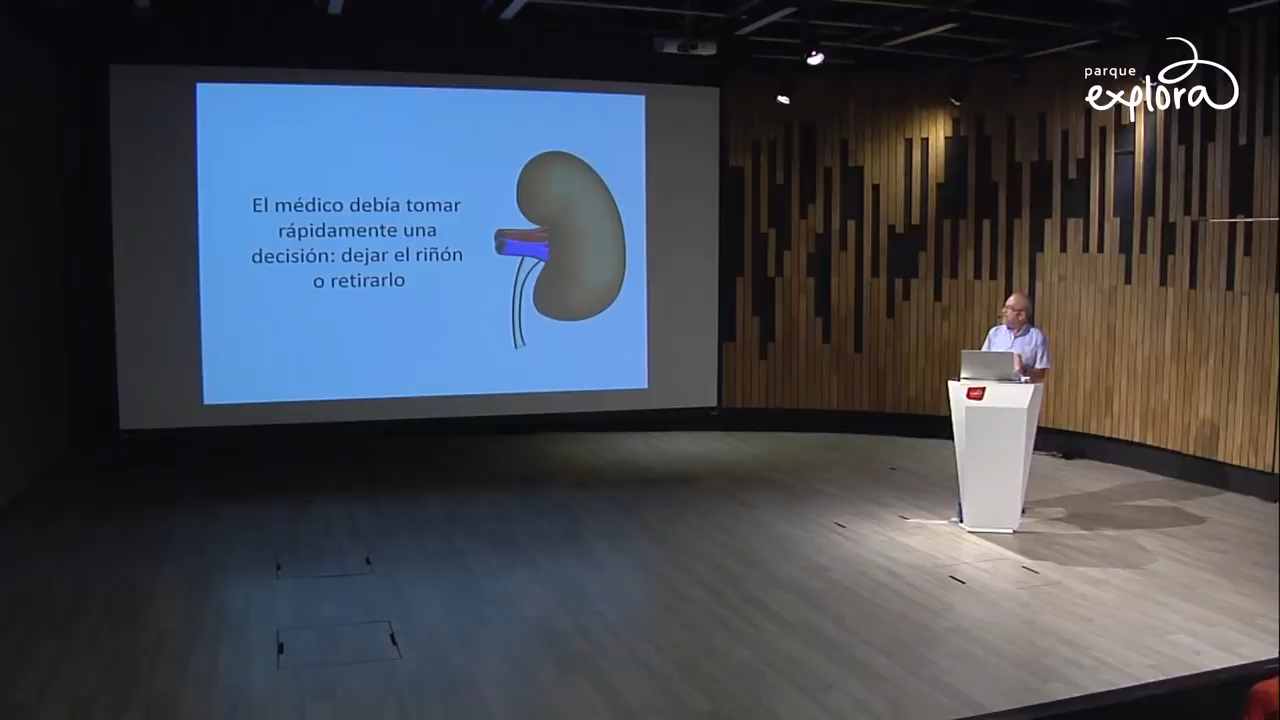 parque
explora
El médico debía tomar
rápidamente una
decisión: dejar el riñón
o retirarlo